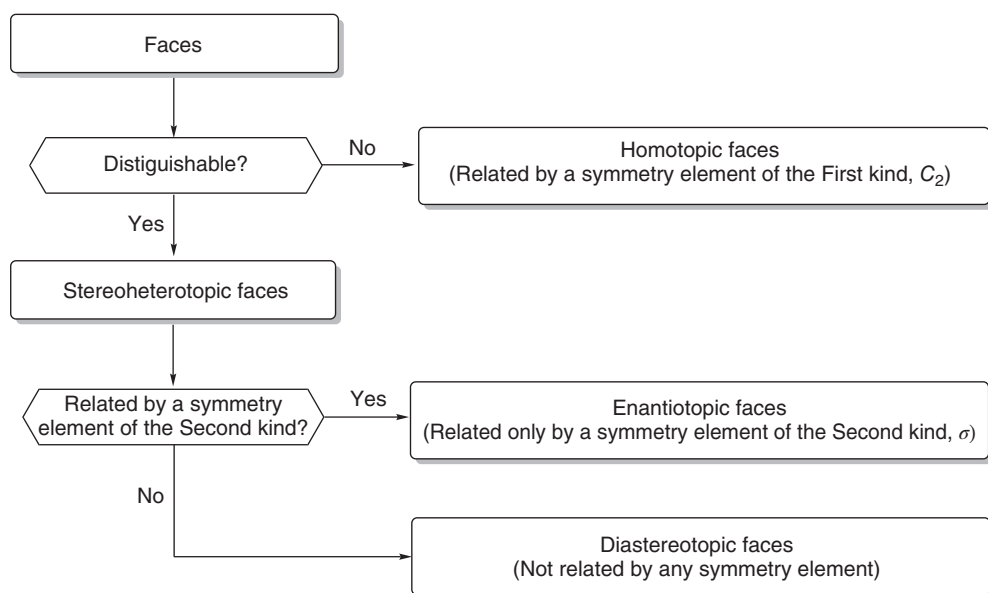 Faces
Distiguishable?
No
Homotopic faces
(Related by a symmetry element of the First kind, C2)
Yes
Stereoheterotopic faces
Related by a symmetry
element of the Second kind?
Yes
Enantiotopic faces
(Related only by a symmetry element of the Second kind, σ)
No
Diastereotopic faces
(Not related by any symmetry element)